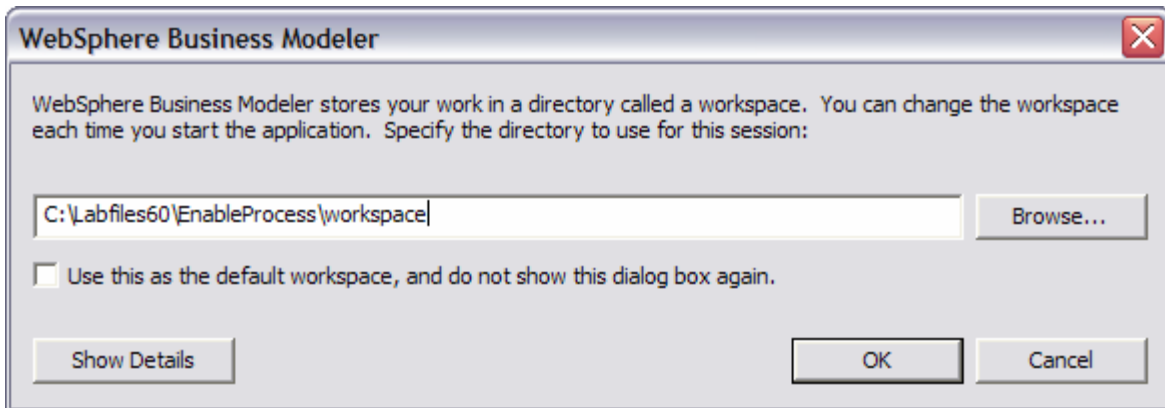 WebSphere Business Modeler
WebSphere Business Modeler stores your work in a directory called a workspace. You can change the workspace
each time you start the application. Specify the directory to use for this session:
C:\Labfiles60\EnableProcess\workspace
Browse...
Use this as the default workspace, and do not show this dialog box again.
Show Details
OK
Cancel